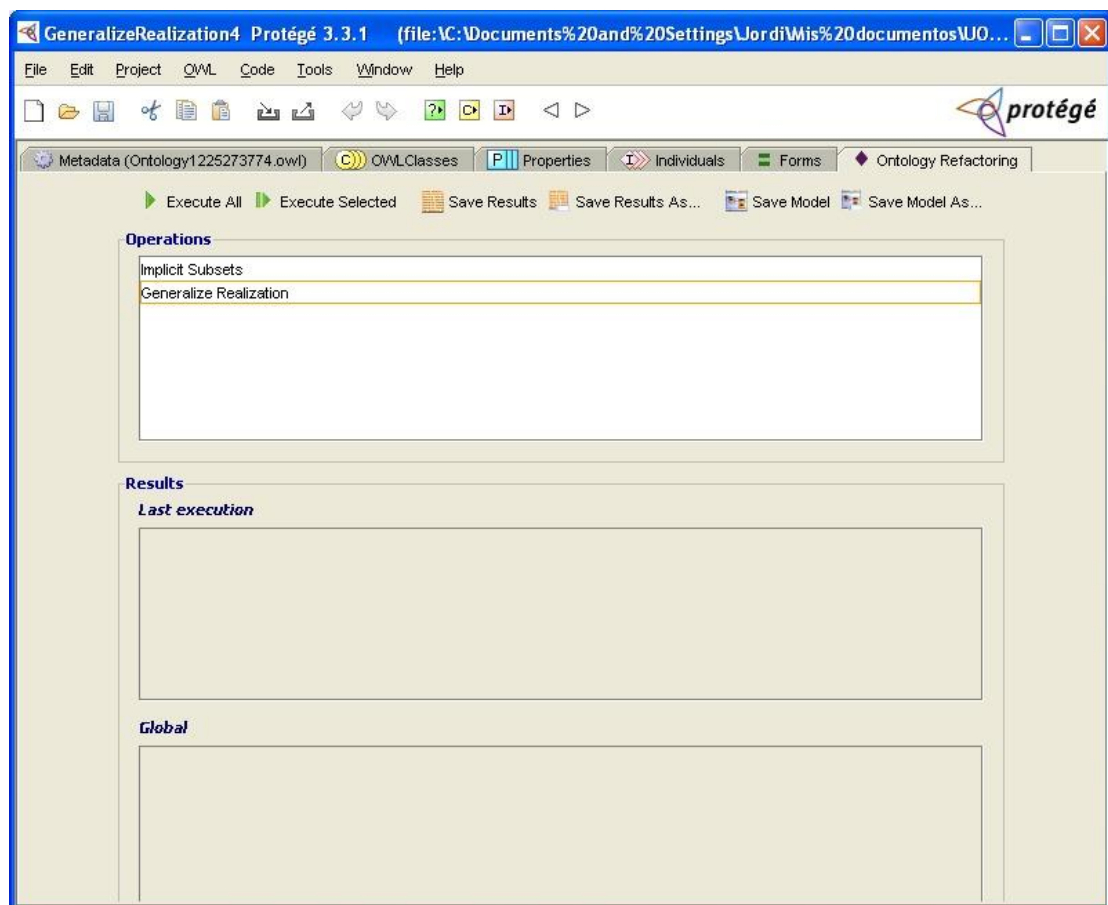 GeneralizeRealization4 Protégé 3.3.1 (file:\C:\Documents%20and%20Settings\Jordi\Mis%20documentos\UO...
File Edit Project OWL Code Tools Window Help
protégé
Metadata (Ontology1225273774.owl) OWLClasses Properties Individuals Forms Ontology Refactoring
Execute All Execute Selected Save Results Save Results As... Save Model Save Model As...
Operations
Implicit Subsets
Generalize Realization
Results
Last execution
Global